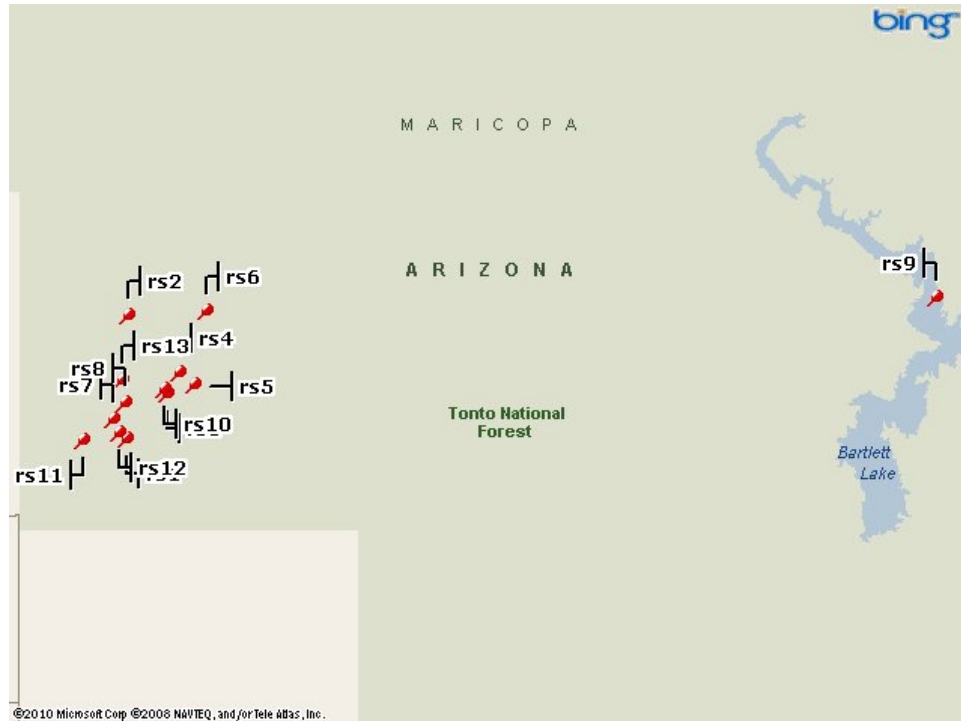 bing™
MARICOPA
ARIZONA
rs9
rs2
rs6
rs4
rs13
rs8
rs7
rs5
Tonto National
Forest
rs10
rs11
rs12
Bartlett
Lake
©2010 Microsoft Corp ©2008 NAVTEQ, and/or Tele Atlas, Inc.